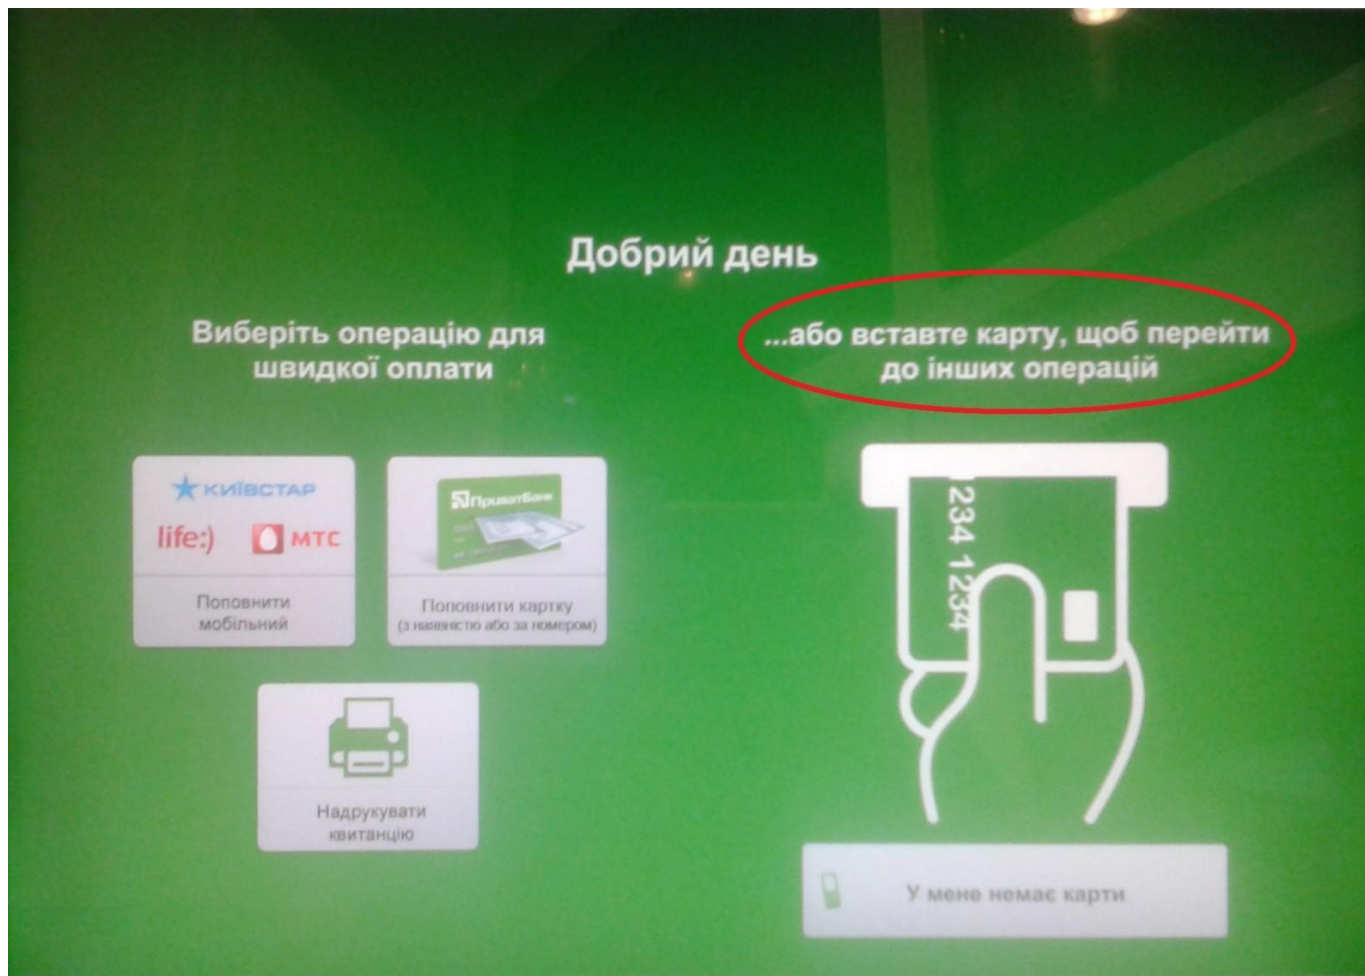 Добрий день
Виберіть операцію для
швидкої оплати
...або вставте карту, щоб перейти
до інших операцій
КИЇВСТАР
life:)
МТС
Поповнити
мобільний
ПриватБанк
Поповнити картку
(з наявністю або за номером)
1234 1234
Надрукувати
квитанцію
У мене немає карти